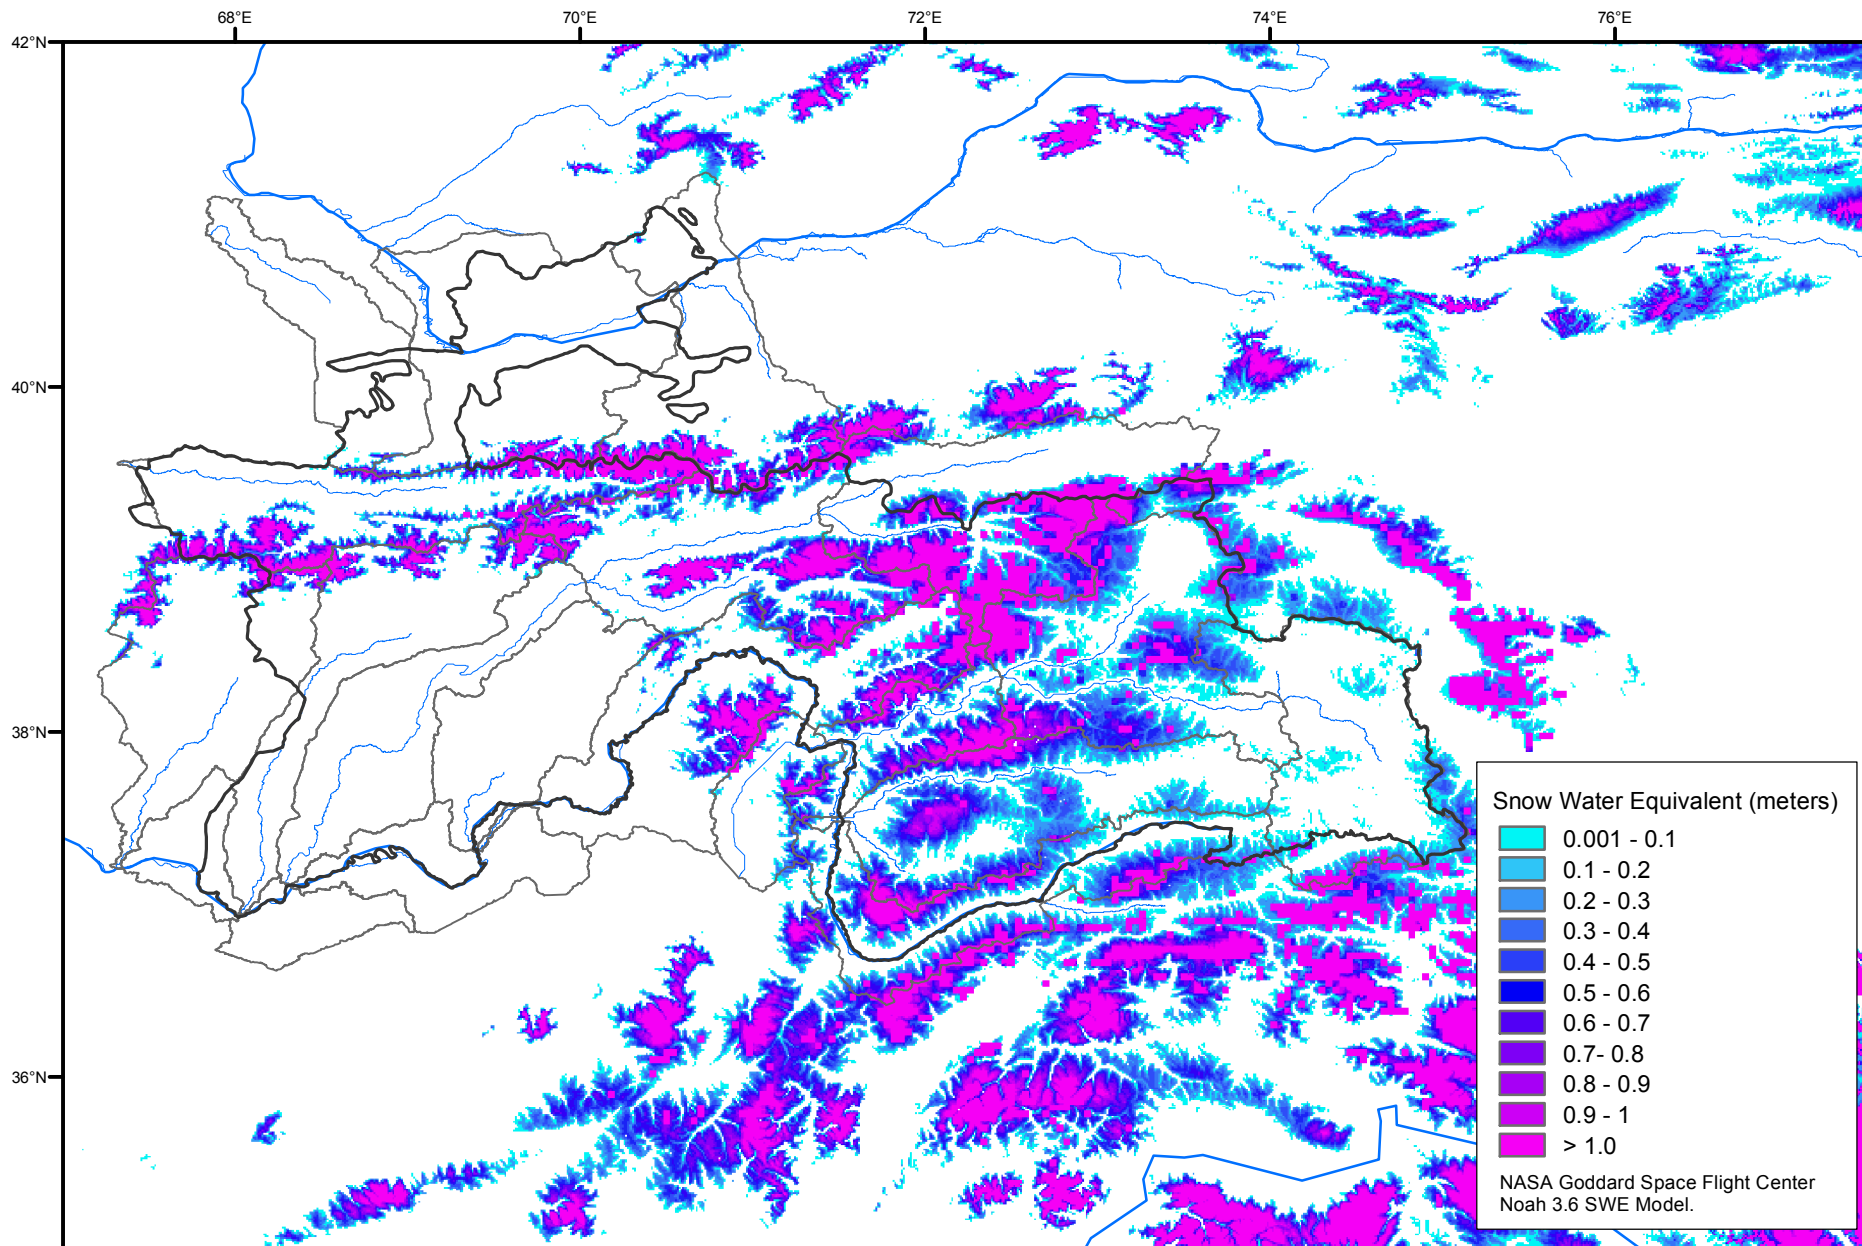 68°E
70°E
72°E
74°E
76°E
42°N
40°N
38°N
36°N
Snow Water Equivalent (meters)
0.001 - 0.1
0.1 - 0.2
0.2 - 0.3
0.3 - 0.4
0.4 - 0.5
0.5 - 0.6
0.6 - 0.7
0.7- 0.8
0.8 - 0.9
0.9 - 1
> 1.0
NASA Goddard Space Flight Center
Noah 3.6 SWE Model.